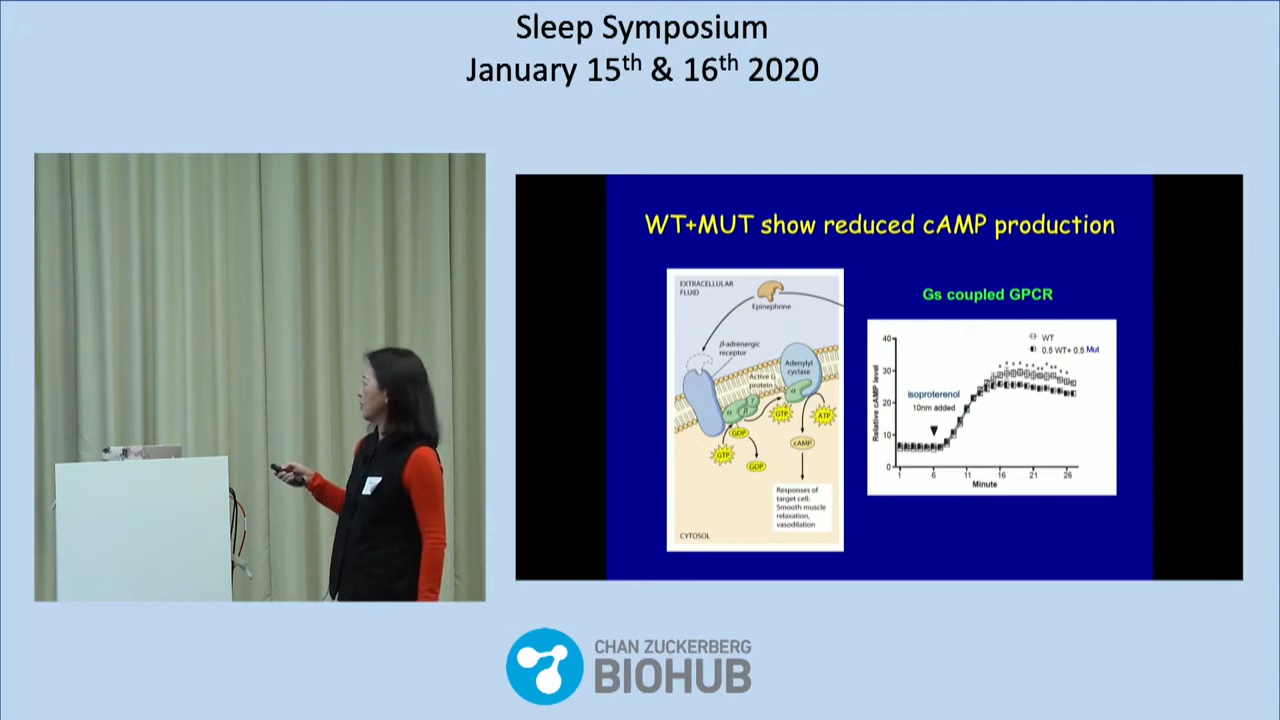 Sleep Symposium
January 15th & 16th 2020
WT+MUT show reduced cAMP production
EXTRACELLULAR
FLUID
Epinephrine
β-adrenergic
receptor
Adenylyl
cyclase
Active G
protein
α
β
γ
α
GDP
GTP
GDP
GTP
ATP
cAMP
Responses of
target cell:
Smooth muscle
relaxation,
vasodilation
CYTOSOL
Gs coupled GPCR
WT
0.5 WT+ 0.5 Mut
isoproterenol
10nm added
Relative cAMP level
40
30
20
10
0
1 6 11 16 21 26
Minute
CHAN ZUCKERBERG
BIOHUB